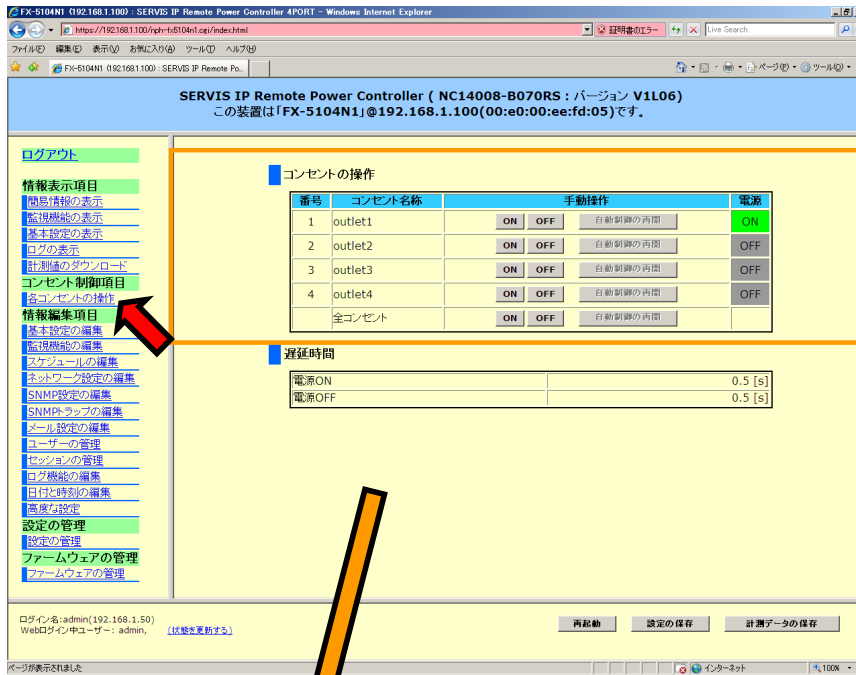 FX-5104N1 (192.168.1.100) : SERVIS IP Remote Power Controller 4PORT - Windows Internet Explorer
https://192.168.1.100/nph-fx5104n1.cgi/index.html
証明書のエラー
Live Search
ファイル(F) 編集(E) 表示(V) お気に入り(A) ツール(T) ヘルプ(H)
FX-5104N1 (192.168.1.100) : SERVIS IP Remote Po...
ページ(P) ツール(O)
SERVIS IP Remote Power Controller ( NC14008-B070RS : バージョン V1L06)
この装置は「FX-5104N1」@192.168.1.100(00:e0:00:ee:fd:05)です。
ログアウト
情報表示項目
簡易情報の表示
監視機能の表示
基本設定の表示
ログの表示
計測値のダウンロード
コンセント制御項目
各コンセントの操作
情報編集項目
基本設定の編集
監視機能の編集
スケジュールの編集
ネットワーク設定の編集
SNMP設定の編集
SNMPトラップの編集
メール設定の編集
ユーザーの管理
セッションの管理
ログ機能の編集
日付と時刻の編集
高度な設定
設定の管理
設定の管理
ファームウェアの管理
ファームウェアの管理
コンセントの操作
番号 コンセント名称 手動操作 電源
1 outlet1 ON OFF 自動制御の再開 ON
2 outlet2 ON OFF 自動制御の再開 OFF
3 outlet3 ON OFF 自動制御の再開 OFF
4 outlet4 ON OFF 自動制御の再開 OFF
全コンセント ON OFF 自動制御の再開
遅延時間
電源ON 0.5 [s]
電源OFF 0.5 [s]
ログイン名:admin(192.168.1.50)
Webログイン中ユーザー: admin, (状態を更新する)
再起動 設定の保存 計測データの保存
ページが表示されました
インターネット 100%